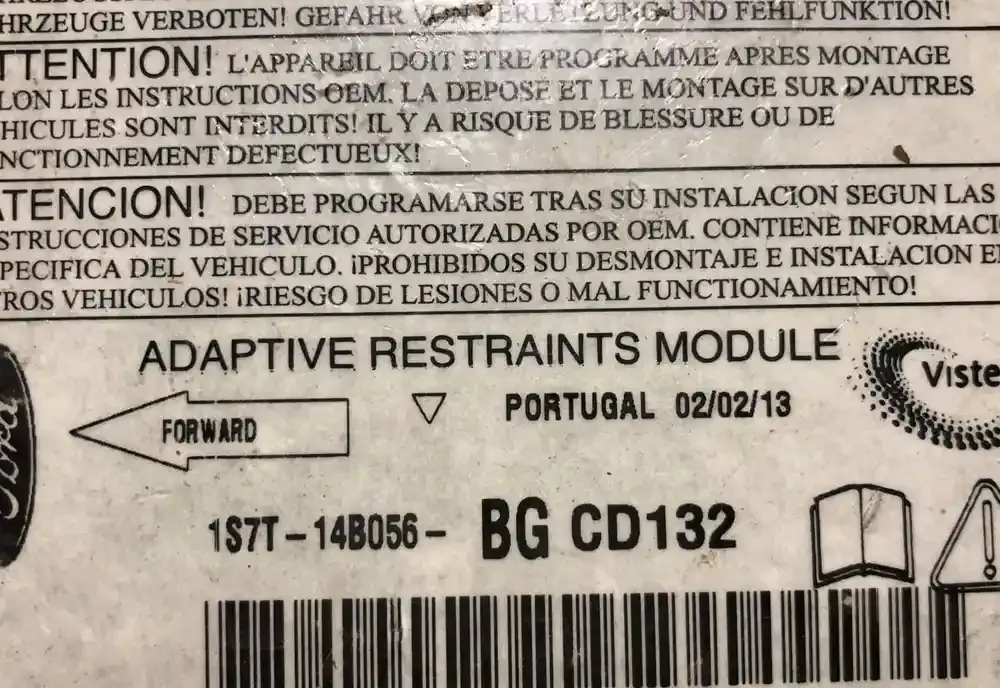 HRZEUGE VERBOTEN! GEFAHR VON VERLETZUNG UND FEHLFUNKTION!
TTENTION! L'APPAREIL DOIT ETRE PROGRAMME APRES MONTAGE
LON LES INSTRUCTIONS OEM. LA DEPOSE ET LE MONTAGE SUR D'AUTRES
HICULES SONT INTERDITS! IL Y A RISQUE DE BLESSURE OU DE
NCTIONNEMENT DEFECTUEUX!
ATENCION! DEBE PROGRAMARSE TRAS SU INSTALACION SEGUN LAS
STRUCCIONES DE SERVICIO AUTORIZADAS POR OEM. CONTIENE INFORMACI
PECIFICA DEL VEHICULO. ¡PROHIBIDOS SU DESMONTAJE E INSTALACION E
ROS VEHICULOS! ¡RIESGO DE LESIONES O MAL FUNCTIONAMIENTO!
ADAPTIVE RESTRAINTS MODULE
Viste
Ford
FORWARD
PORTUGAL 02/02/13
1S7T-14B056- BG CD132